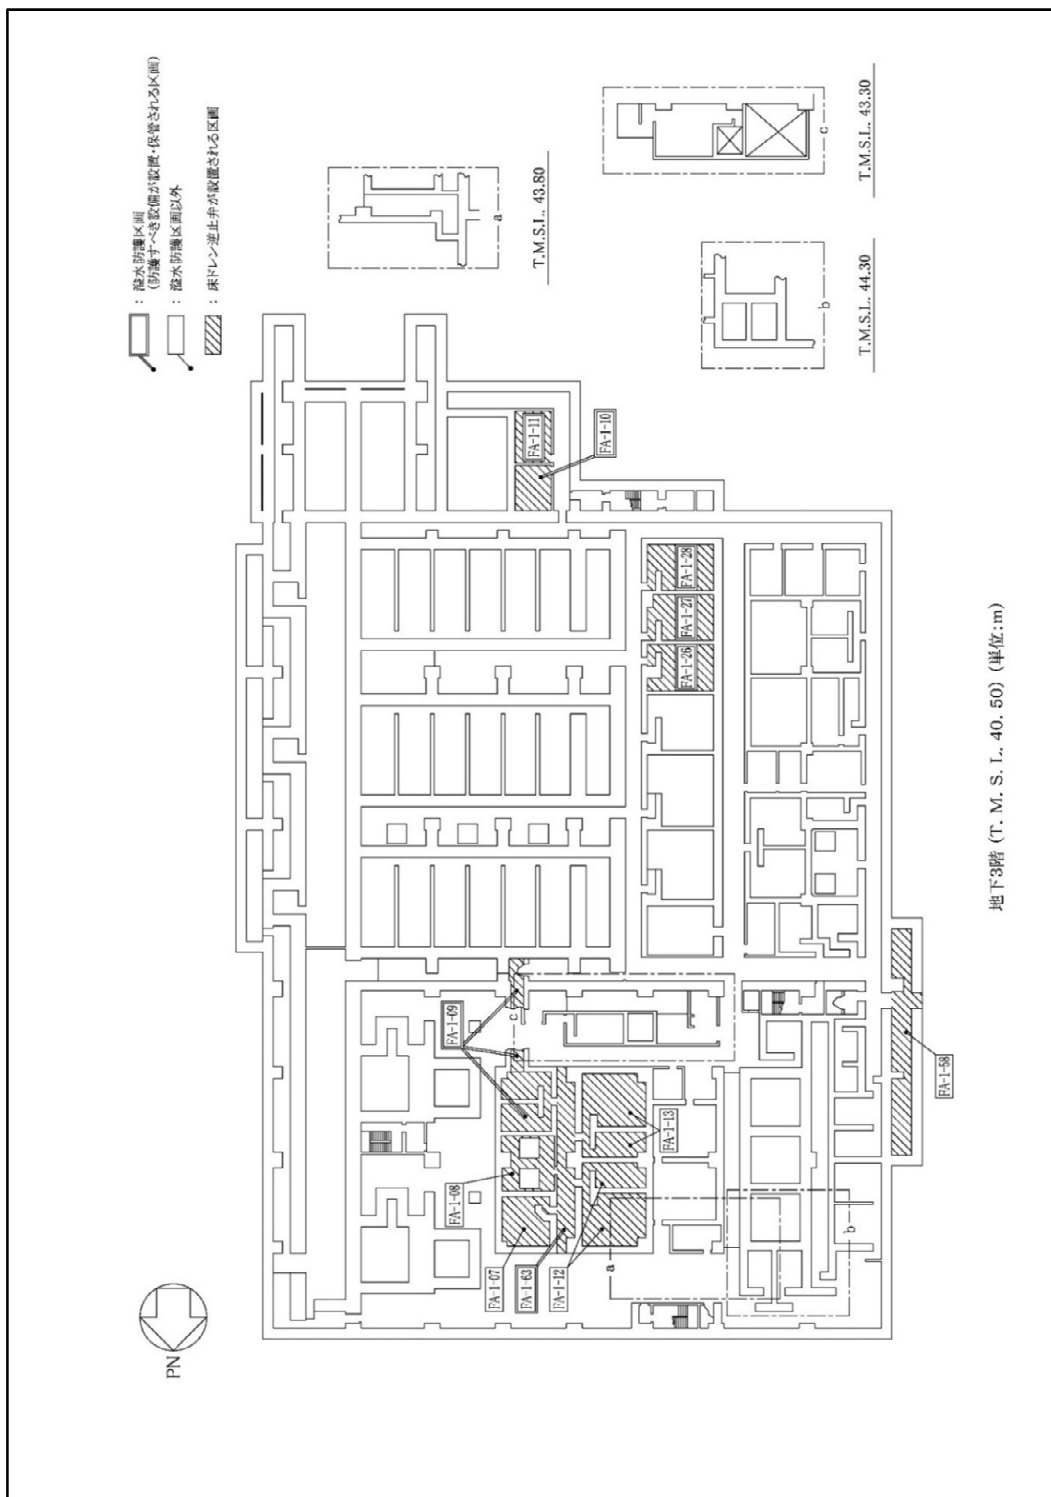 : 溢水防護区画
(防護すべき設備が設置・保管される区画)
: 溢水防護区画以外
: 床ドレン逆止弁が設置される区画
a
T.M.S.L. 43.80
c
T.M.S.L. 43.30
b
T.M.S.L. 44.30
PN
FA-1-11
FA-1-10
FA-1-28
FA-1-27
FA-1-26
FA-1-09
c
FA-1-08
FA-1-13
FA-1-07
FA-1-63
FA-1-12
a
b
FA-1-58
地下3階 (T. M. S. L. 40. 50) (単位:m)